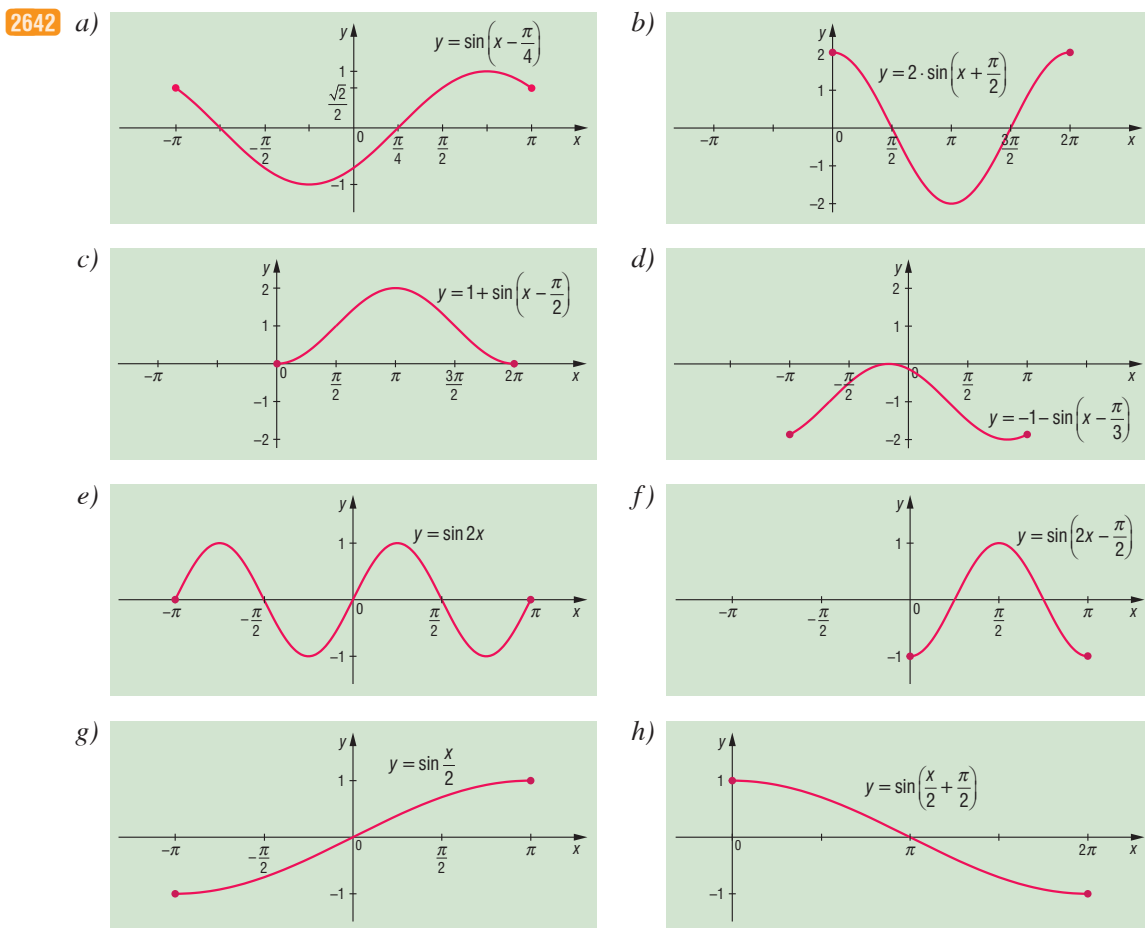 2642
a)
y
y = sin(x − π/4)
1
√2/2
−π
−π/2
0
π/4
π/2
π
x
−1
b)
y
2
y = 2 · sin(x + π/2)
1
−π
0
π/2
π
3π/2
2π
x
−1
−2
c)
y
2
y = 1 + sin(x − π/2)
1
−π
0
π/2
π
3π/2
2π
x
−1
−2
d)
y
2
1
−π
−π/2
0
π/2
π
x
−1
y = −1 − sin(x − π/3)
−2
e)
y
1
y = sin 2x
−π
−π/2
0
π/2
π
x
−1
f)
y
1
y = sin(2x − π/2)
−π
−π/2
0
π/2
π
x
−1
g)
y
y = sin x/2
1
−π
−π/2
0
π/2
π
x
−1
h)
y
1
y = sin(x/2 + π/2)
0
π
2π
x
−1